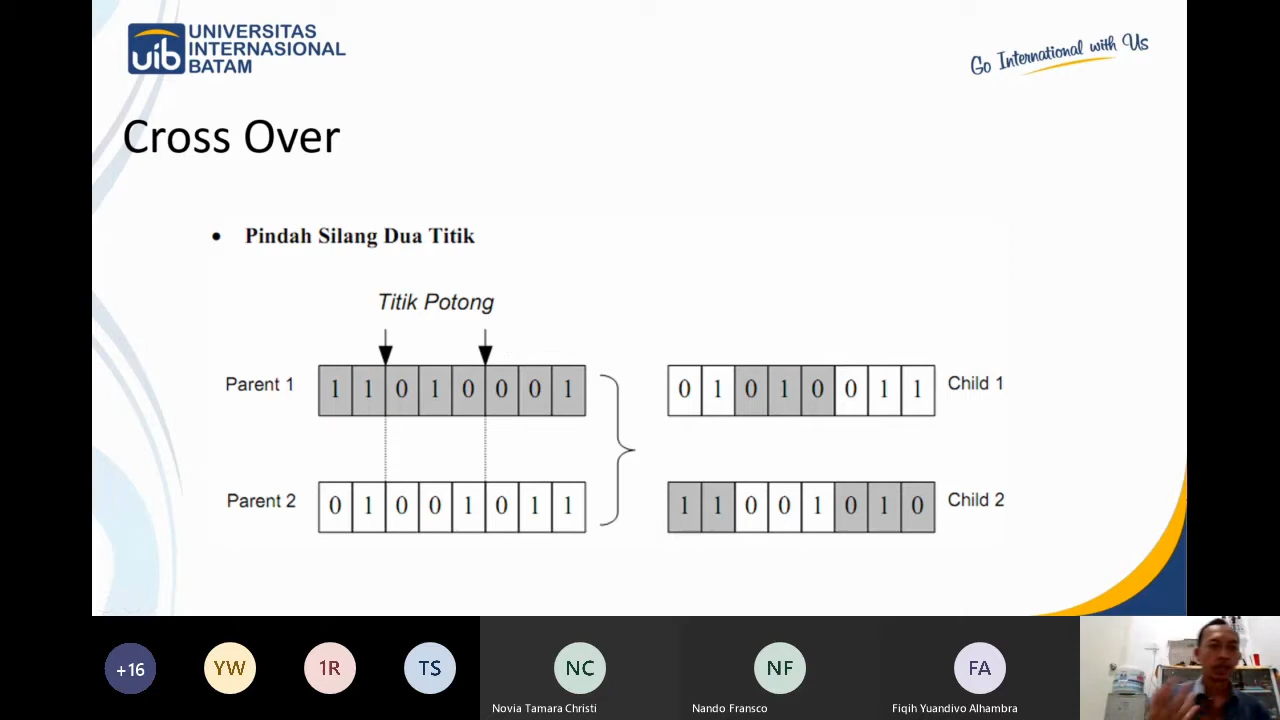 UNIVERSITAS
INTERNASIONAL
BATAM
uib
Go International with Us
Cross Over
• Pindah Silang Dua Titik
Titik Potong
Parent 1
1 1 0 1 0 0 0 1
0 1 0 1 0 0 1 1
Child 1
Parent 2
0 1 0 0 1 0 1 1
1 1 0 0 1 0 1 0
Child 2
+16
YW
1R
TS
NC
NF
FA
Novia Tamara Christi
Nando Fransco
Fiqih Yuandivo Alhambra